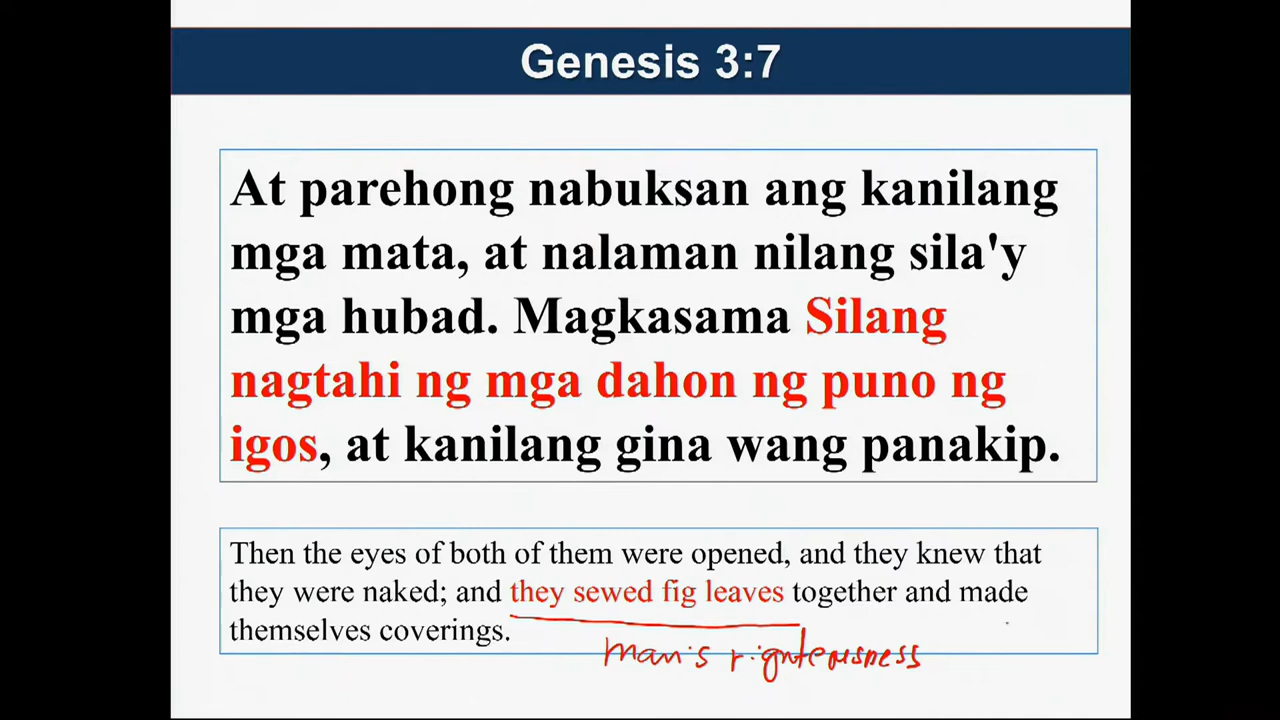 Genesis 3:7
At parehong nabuksan ang kanilang
mga mata, at nalaman nilang sila'y
mga hubad. Magkasama Silang
nagtahi ng mga dahon ng puno ng
igos, at kanilang gina wang panakip.
Then the eyes of both of them were opened, and they knew that
they were naked; and they sewed fig leaves together and made
themselves coverings.
man's righteousness